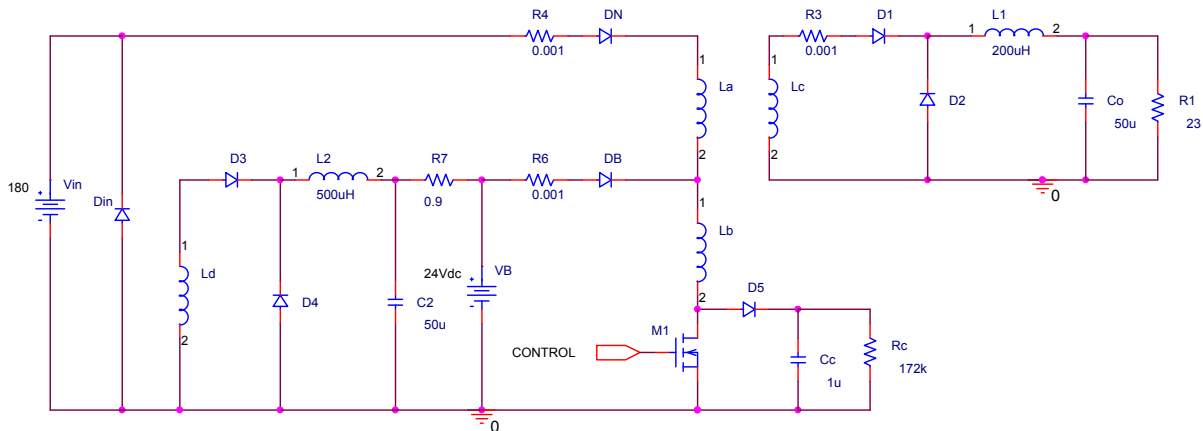 R4
DN
0.001
1
La
2
1
Lc
2
R3
0.001
D1
D2
1
L1
2
200uH
Co
50u
R1
23
180
Vin
+
-
Din
D3
1
L2
2
500uH
R7
0.9
R6
0.001
DB
1
Lb
2
1
Ld
2
D4
C2
50u
24Vdc
VB
+
-
D5
M1
CONTROL
Cc
1u
Rc
172k
0
0